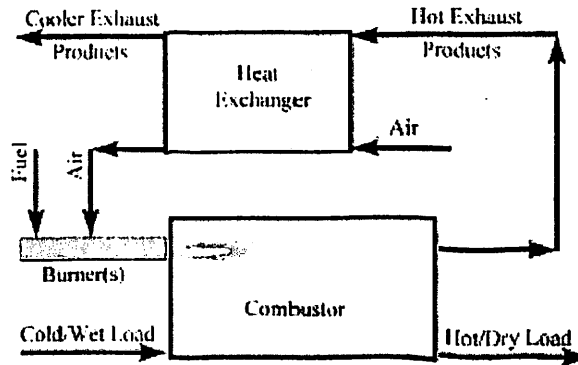 Cooler Exhaust
Products
Hot Exhaust
Products
Heat
Exchanger
Air
Fuel
Air
Burner(s)
Combustor
Cold/Wet Load
Hot/Dry Load